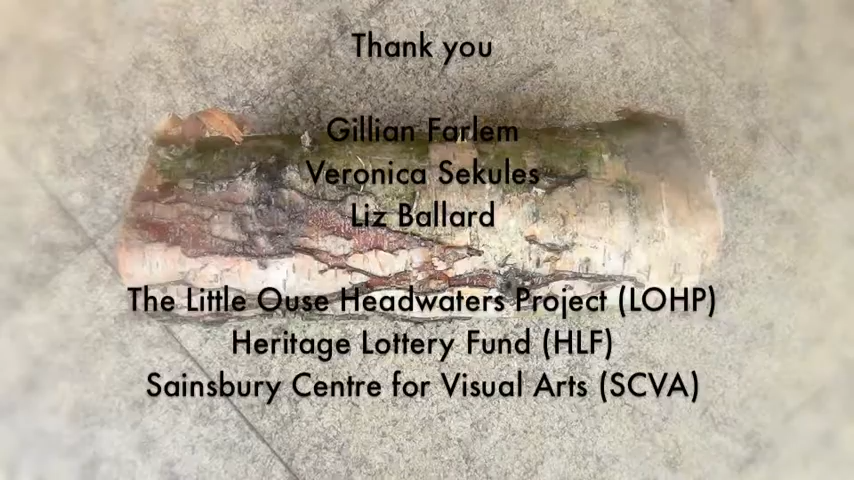 Thank you
Gillian Farlem
Veronica Sekules
Liz Ballard
The Little Ouse Headwaters Project (LOHP)
Heritage Lottery Fund (HLF)
Sainsbury Centre for Visual Arts (SCVA)